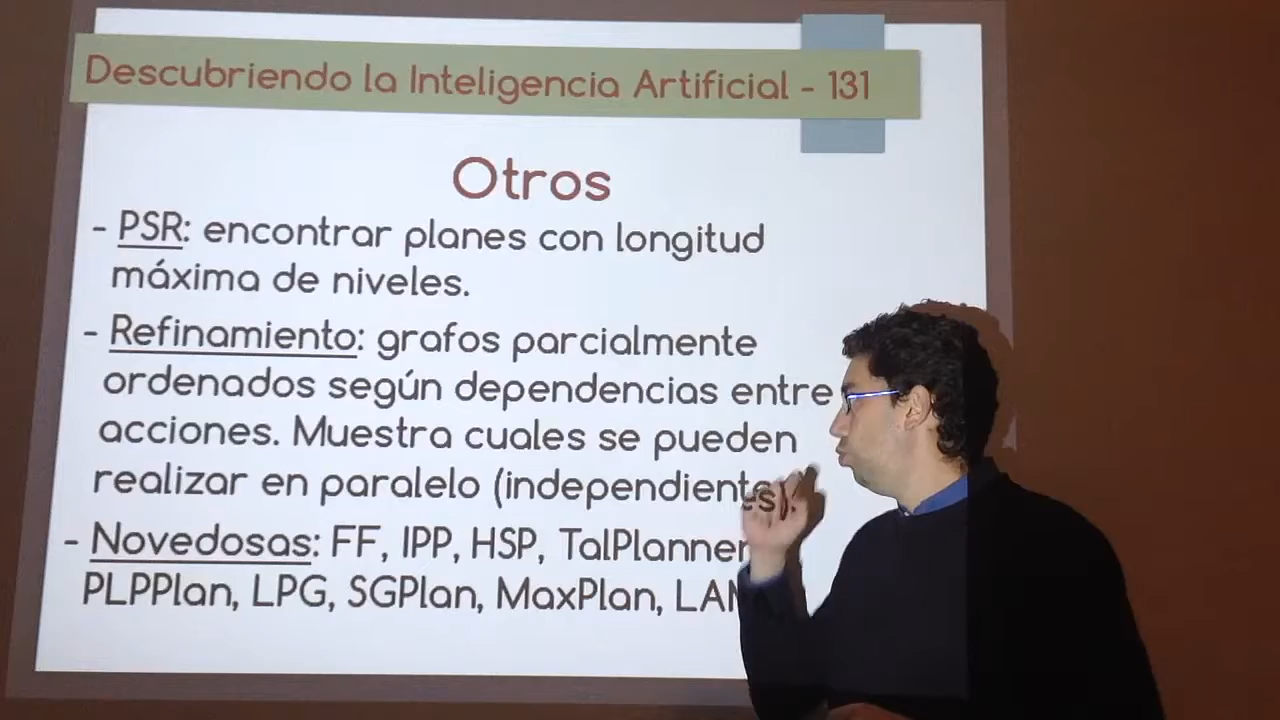 Descubriendo la Inteligencia Artificial - 131
Otros
- PSR: encontrar planes con longitud
máxima de niveles.
- Refinamiento: grafos parcialmente
ordenados según dependencias entre
acciones. Muestra cuales se pueden
realizar en paralelo (independientes).
- Novedosas: FF, IPP, HSP, TalPlanner
PLPPlan, LPG, SGPlan, MaxPlan,